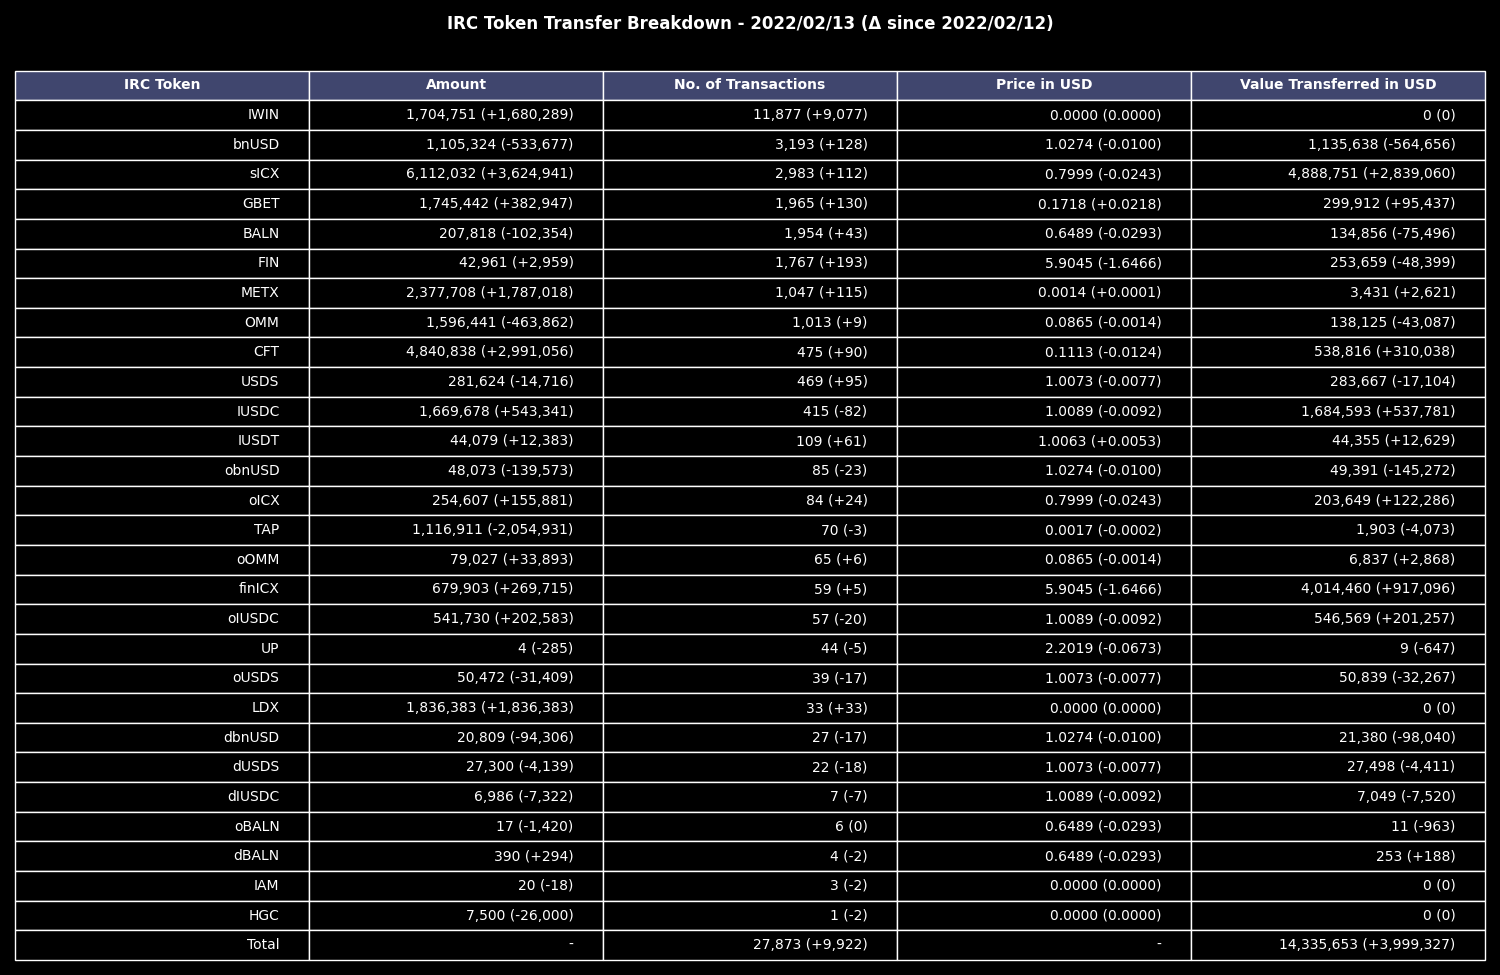 IRC Token Transfer Breakdown - 2022/02/13 (Δ since 2022/02/12)
IRC Token Amount No. of Transactions Price in USD Value Transferred in USD
IWIN 1,704,751 (+1,680,289) 11,877 (+9,077) 0.0000 (0.0000) 0 (0)
bnUSD 1,105,324 (-533,677) 3,193 (+128) 1.0274 (-0.0100) 1,135,638 (-564,656)
sICX 6,112,032 (+3,624,941) 2,983 (+112) 0.7999 (-0.0243) 4,888,751 (+2,839,060)
GBET 1,745,442 (+382,947) 1,965 (+130) 0.1718 (+0.0218) 299,912 (+95,437)
BALN 207,818 (-102,354) 1,954 (+43) 0.6489 (-0.0293) 134,856 (-75,496)
FIN 42,961 (+2,959) 1,767 (+193) 5.9045 (-1.6466) 253,659 (-48,399)
METX 2,377,708 (+1,787,018) 1,047 (+115) 0.0014 (+0.0001) 3,431 (+2,621)
OMM 1,596,441 (-463,862) 1,013 (+9) 0.0865 (-0.0014) 138,125 (-43,087)
CFT 4,840,838 (+2,991,056) 475 (+90) 0.1113 (-0.0124) 538,816 (+310,038)
USDS 281,624 (-14,716) 469 (+95) 1.0073 (-0.0077) 283,667 (-17,104)
IUSDC 1,669,678 (+543,341) 415 (-82) 1.0089 (-0.0092) 1,684,593 (+537,781)
IUSDT 44,079 (+12,383) 109 (+61) 1.0063 (+0.0053) 44,355 (+12,629)
obnUSD 48,073 (-139,573) 85 (-23) 1.0274 (-0.0100) 49,391 (-145,272)
oICX 254,607 (+155,881) 84 (+24) 0.7999 (-0.0243) 203,649 (+122,286)
TAP 1,116,911 (-2,054,931) 70 (-3) 0.0017 (-0.0002) 1,903 (-4,073)
oOMM 79,027 (+33,893) 65 (+6) 0.0865 (-0.0014) 6,837 (+2,868)
finICX 679,903 (+269,715) 59 (+5) 5.9045 (-1.6466) 4,014,460 (+917,096)
oIUSDC 541,730 (+202,583) 57 (-20) 1.0089 (-0.0092) 546,569 (+201,257)
UP 4 (-285) 44 (-5) 2.2019 (-0.0673) 9 (-647)
oUSDS 50,472 (-31,409) 39 (-17) 1.0073 (-0.0077) 50,839 (-32,267)
LDX 1,836,383 (+1,836,383) 33 (+33) 0.0000 (0.0000) 0 (0)
dbnUSD 20,809 (-94,306) 27 (-17) 1.0274 (-0.0100) 21,380 (-98,040)
dUSDS 27,300 (-4,139) 22 (-18) 1.0073 (-0.0077) 27,498 (-4,411)
dIUSDC 6,986 (-7,322) 7 (-7) 1.0089 (-0.0092) 7,049 (-7,520)
oBALN 17 (-1,420) 6 (0) 0.6489 (-0.0293) 11 (-963)
dBALN 390 (+294) 4 (-2) 0.6489 (-0.0293) 253 (+188)
IAM 20 (-18) 3 (-2) 0.0000 (0.0000) 0 (0)
HGC 7,500 (-26,000) 1 (-2) 0.0000 (0.0000) 0 (0)
Total - 27,873 (+9,922) - 14,335,653 (+3,999,327)